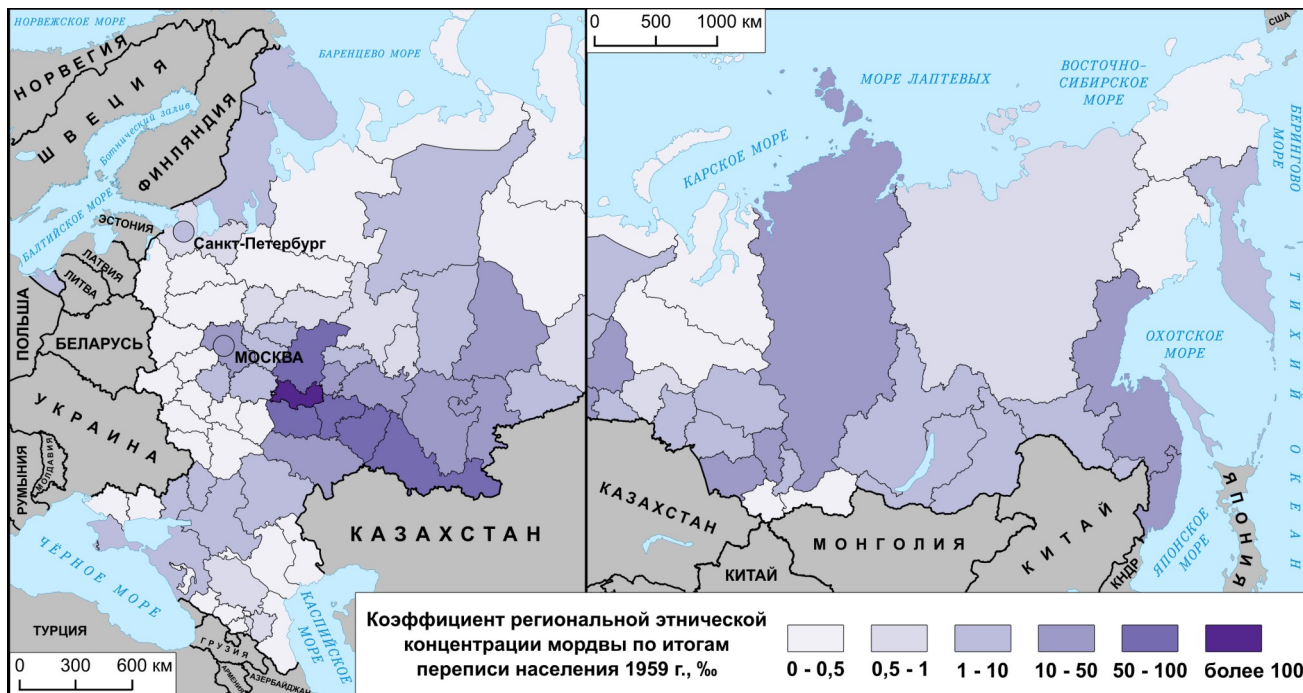 НОРВЕЖСКОЕ МОРЕ
НОРВЕГИЯ
ШВЕЦИЯ
Ботнический залив
ФИНЛЯНДИЯ
БАРЕНЦЕВО МОРЕ
БАЛТИЙСКОЕ МОРЕ
ЭСТОНИЯ
Санкт-Петербург
ЛАТВИЯ
ЛИТВА
ПОЛЬША
БЕЛАРУСЬ
МОСКВА
УКРАИНА
РУМЫНИЯ
МОЛДАВИЯ
КАЗАХСТАН
ЧЁРНОЕ МОРЕ
КАСПИЙСКОЕ МОРЕ
ТУРЦИЯ
ГРУЗИЯ
АРМЕНИЯ
АЗЕРБАЙДЖАН
0 300 600 км
0 500 1000 км
США
МОРЕ ЛАПТЕВЫХ
ВОСТОЧНО-
СИБИРСКОЕ
МОРЕ
БЕРИНГОВО
МОРЕ
КАРСКОЕ МОРЕ
ОХОТСКОЕ
МОРЕ
ТИХИЙ ОКЕАН
КАЗАХСТАН
КИТАЙ
МОНГОЛИЯ
КИТАЙ
КНДР
ЯПОНСКОЕ
МОРЕ
ЯПОНИЯ
Коэффициент региональной этнической
концентрации мордвы по итогам
переписи населения 1959 г., ‰
0 - 0,5 0,5 - 1 1 - 10 10 - 50 50 - 100 более 100